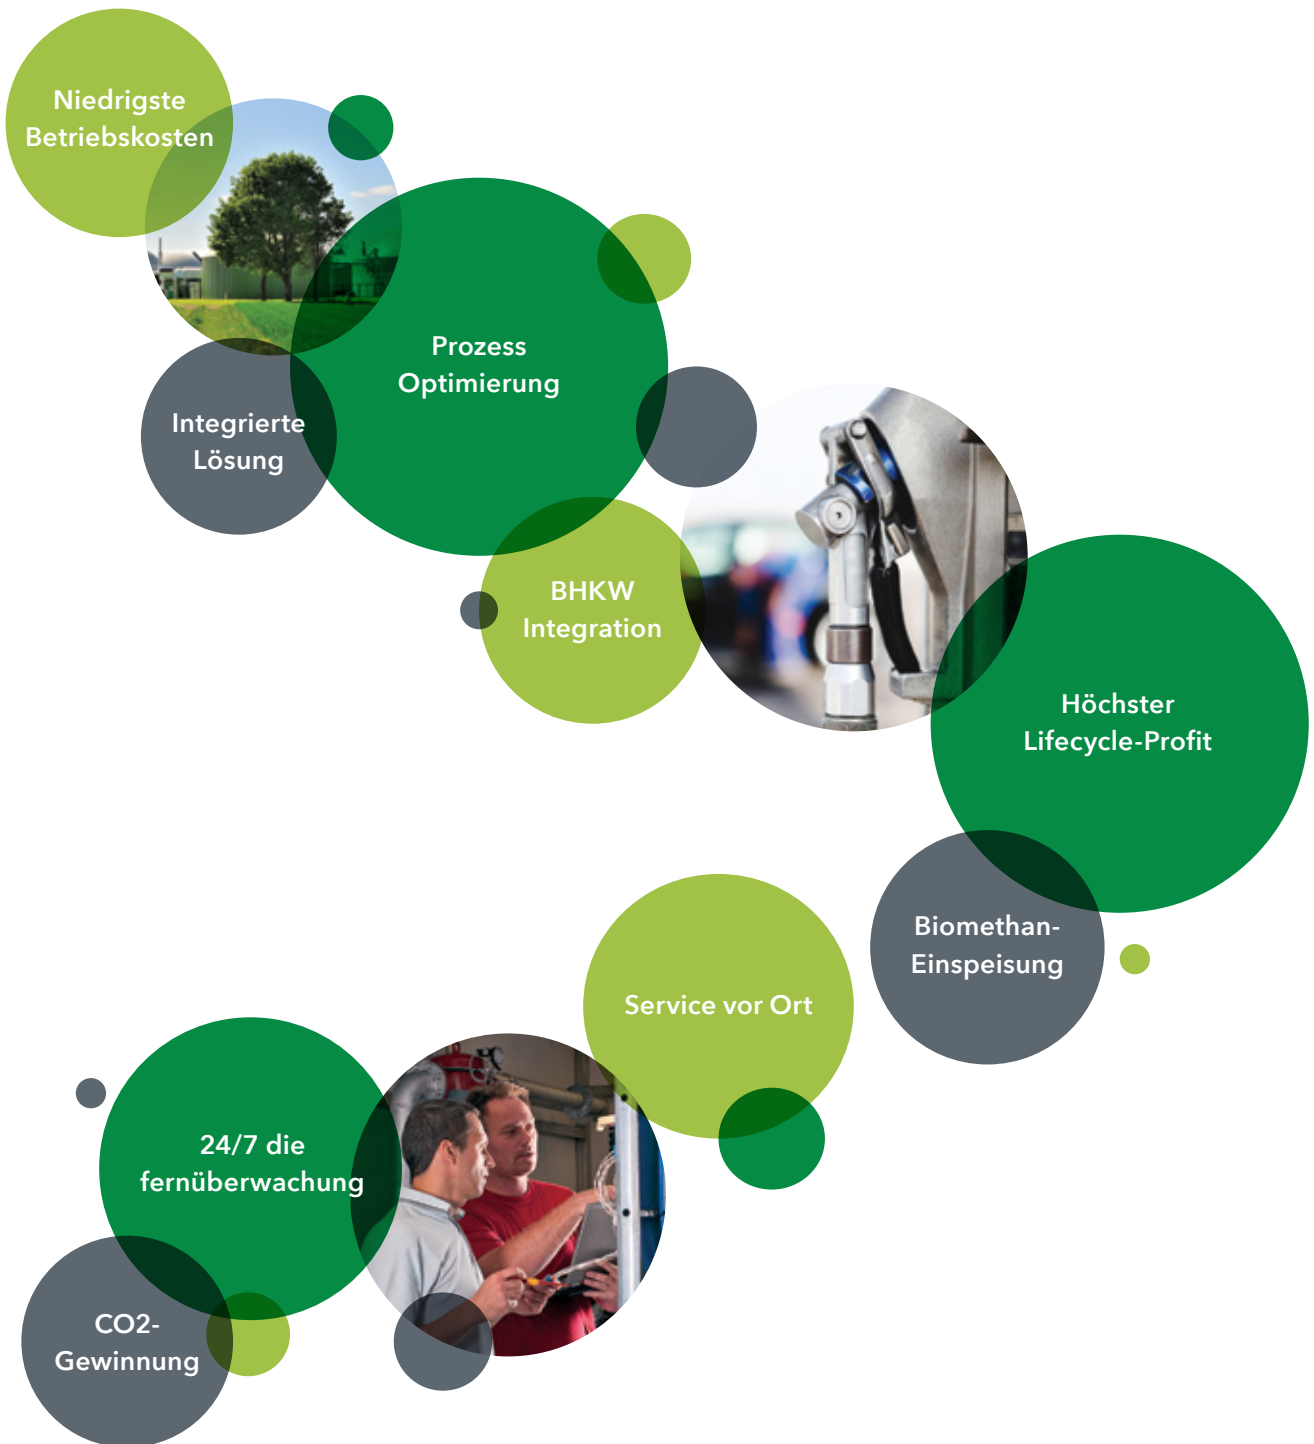 Niedrigste
Betriebskosten
Prozess
Optimierung
Integrierte
Lösung
BHKW
Integration
Höchster
Lifecycle-Profit
Biomethan-
Einspeisung
Service vor Ort
24/7 die
fernüberwachung
CO2-
Gewinnung